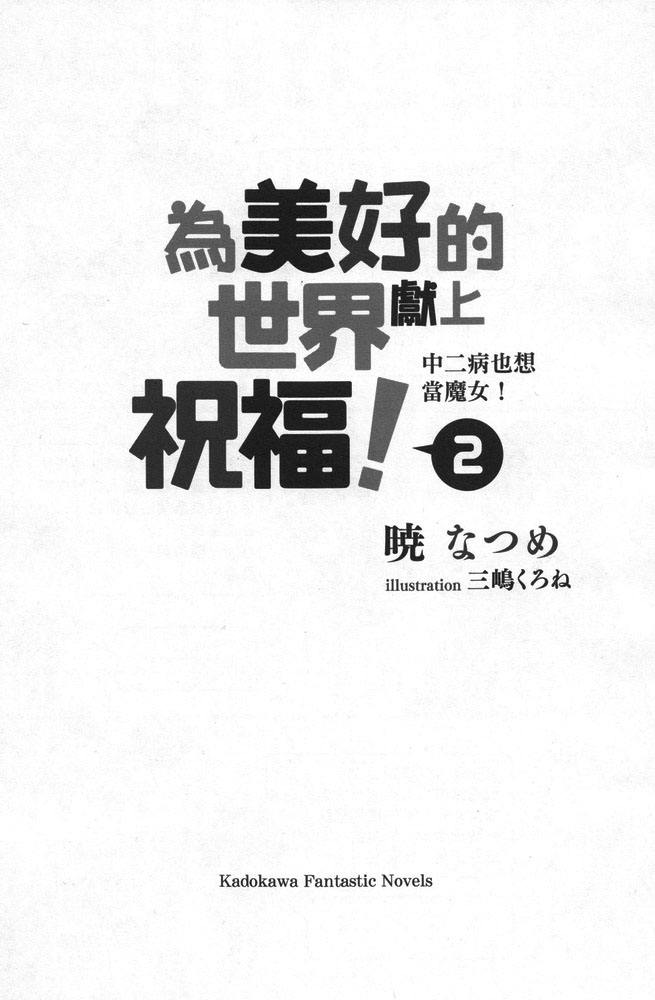 為美好的
世界獻上
祝福！
中二病也想
當魔女！
2
暁 なつめ
illustration 三嶋くろね
Kadokawa Fantastic Novels